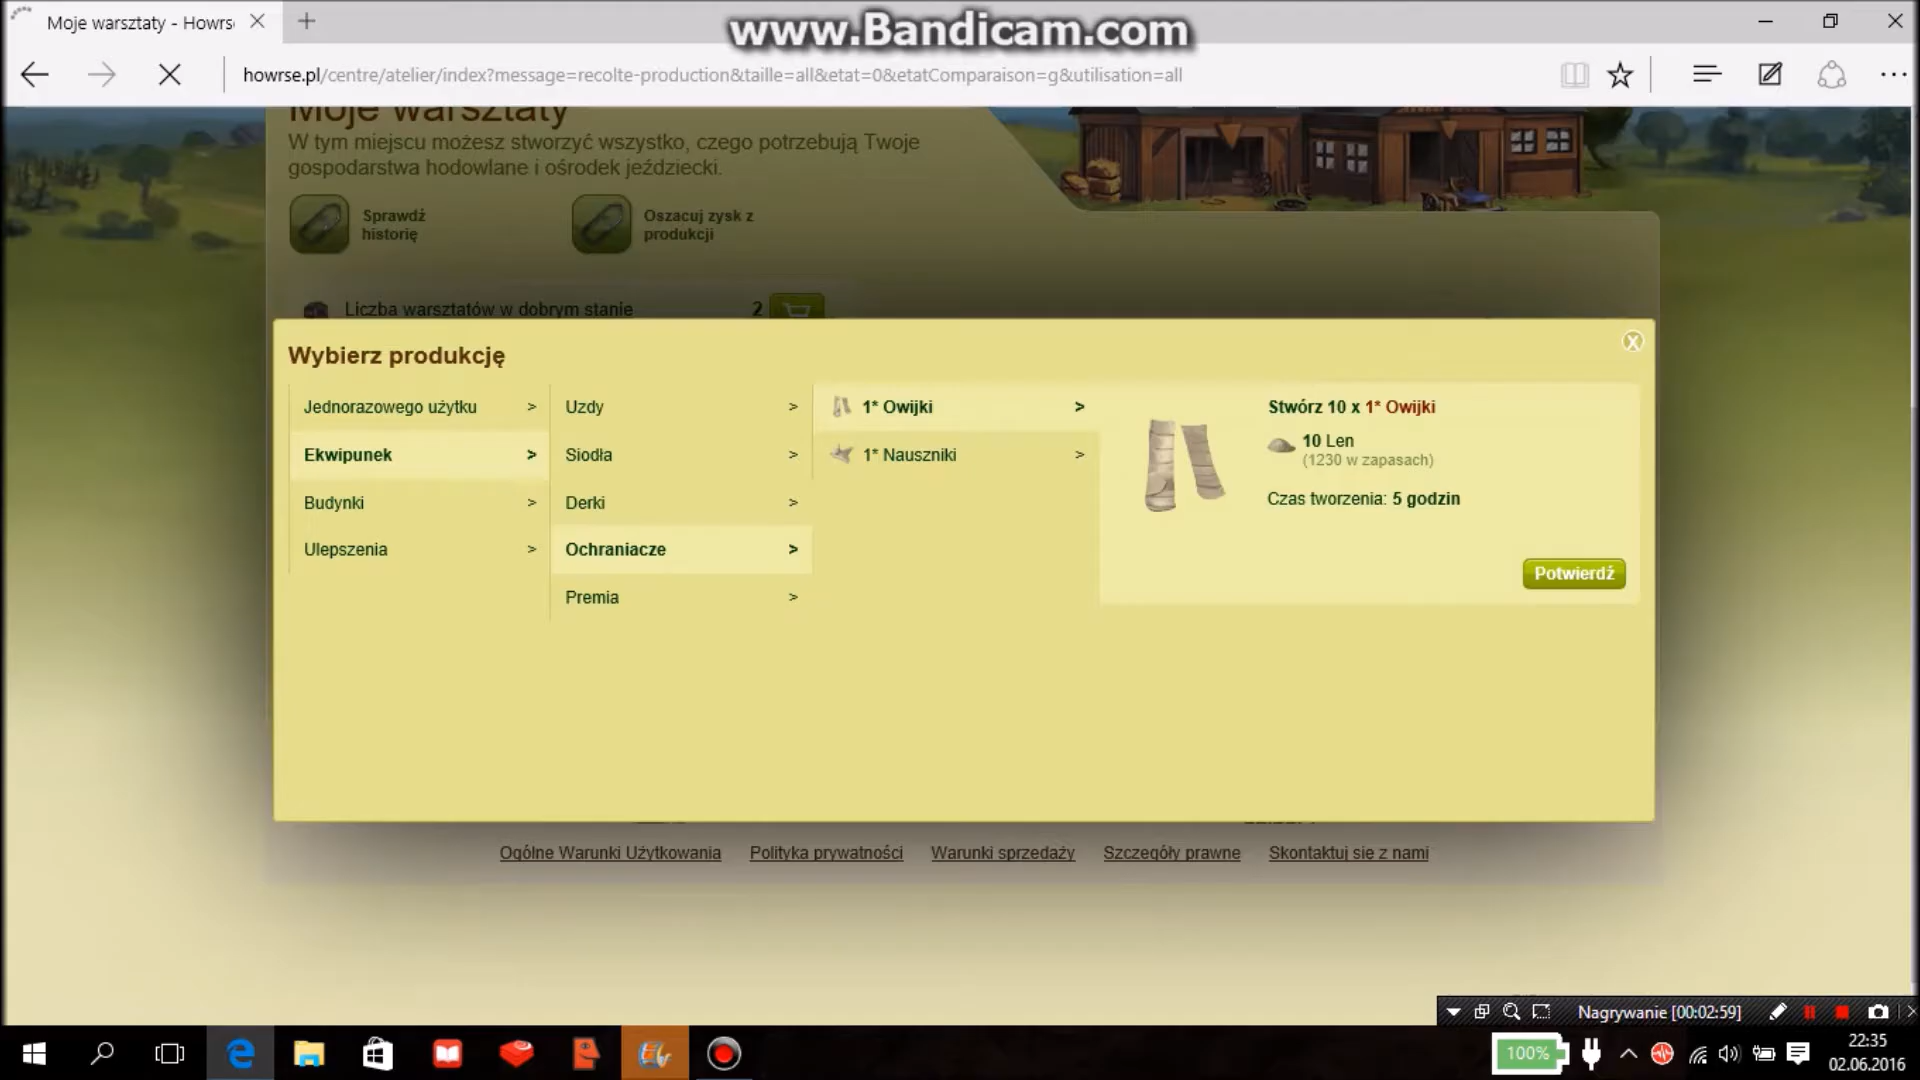 Moje warsztaty - Howrs
www.Bandicam.com
howrse.pl/centre/atelier/index?message=recolte-production&taille=all&etat=0&etatComparaison=g&utilisation=all
Moje warsztaty
W tym miejscu możesz stworzyć wszystko, czego potrzebują Twoje
gospodarstwa hodowlane i ośrodek jeździecki.
Sprawdź
historię
Oszacuj zysk z
produkcji
Liczba warsztatów w dobrym stanie 2
Wybierz produkcję
X
Jednorazowego użytku >
Ekwipunek >
Budynki >
Ulepszenia >
Uzdy >
Siodła >
Derki >
Ochraniacze >
Premia >
1* Owijki >
1* Nauszniki >
Stwórz 10 x 1* Owijki
10 Len
(1230 w zapasach)
Czas tworzenia: 5 godzin
Potwierdź
Ogólne Warunki Użytkowania Polityka prywatności Warunki sprzedaży Szczegóły prawne Skontaktuj się z nami
Nagrywanie [00:02:59]
100%
22:35
02.06.2016